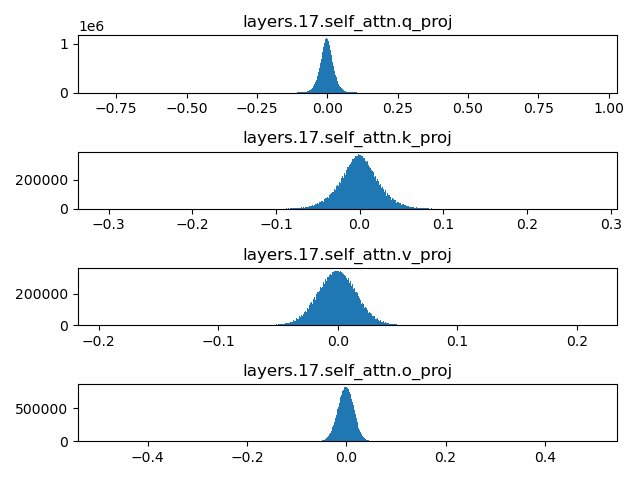 layers.17.self_attn.q_proj
1e6
1
0
−0.75 −0.50 −0.25 0.00 0.25 0.50 0.75 1.00
layers.17.self_attn.k_proj
200000
0
−0.3 −0.2 −0.1 0.0 0.1 0.2 0.3
layers.17.self_attn.v_proj
200000
0
−0.2 −0.1 0.0 0.1 0.2
layers.17.self_attn.o_proj
500000
0
−0.4 −0.2 0.0 0.2 0.4